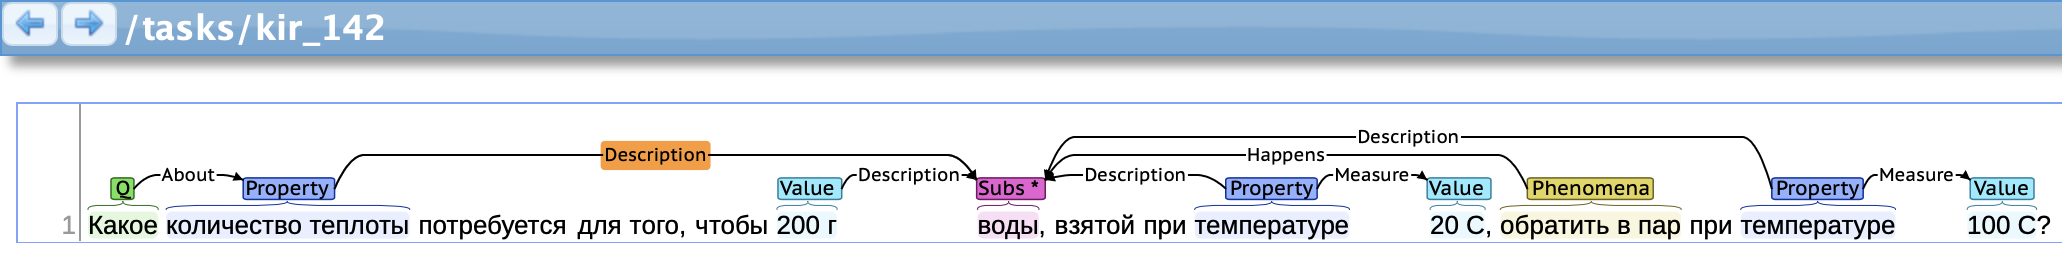 /tasks/kir_142
Description
Description Happens
Q About Property Value Description Subs * Description Property Measure Value Phenomena Property Measure Value
1 Какое количество теплоты потребуется для того, чтобы 200 г воды, взятой при температуре 20 С, обратить в пар при температуре 100 С?